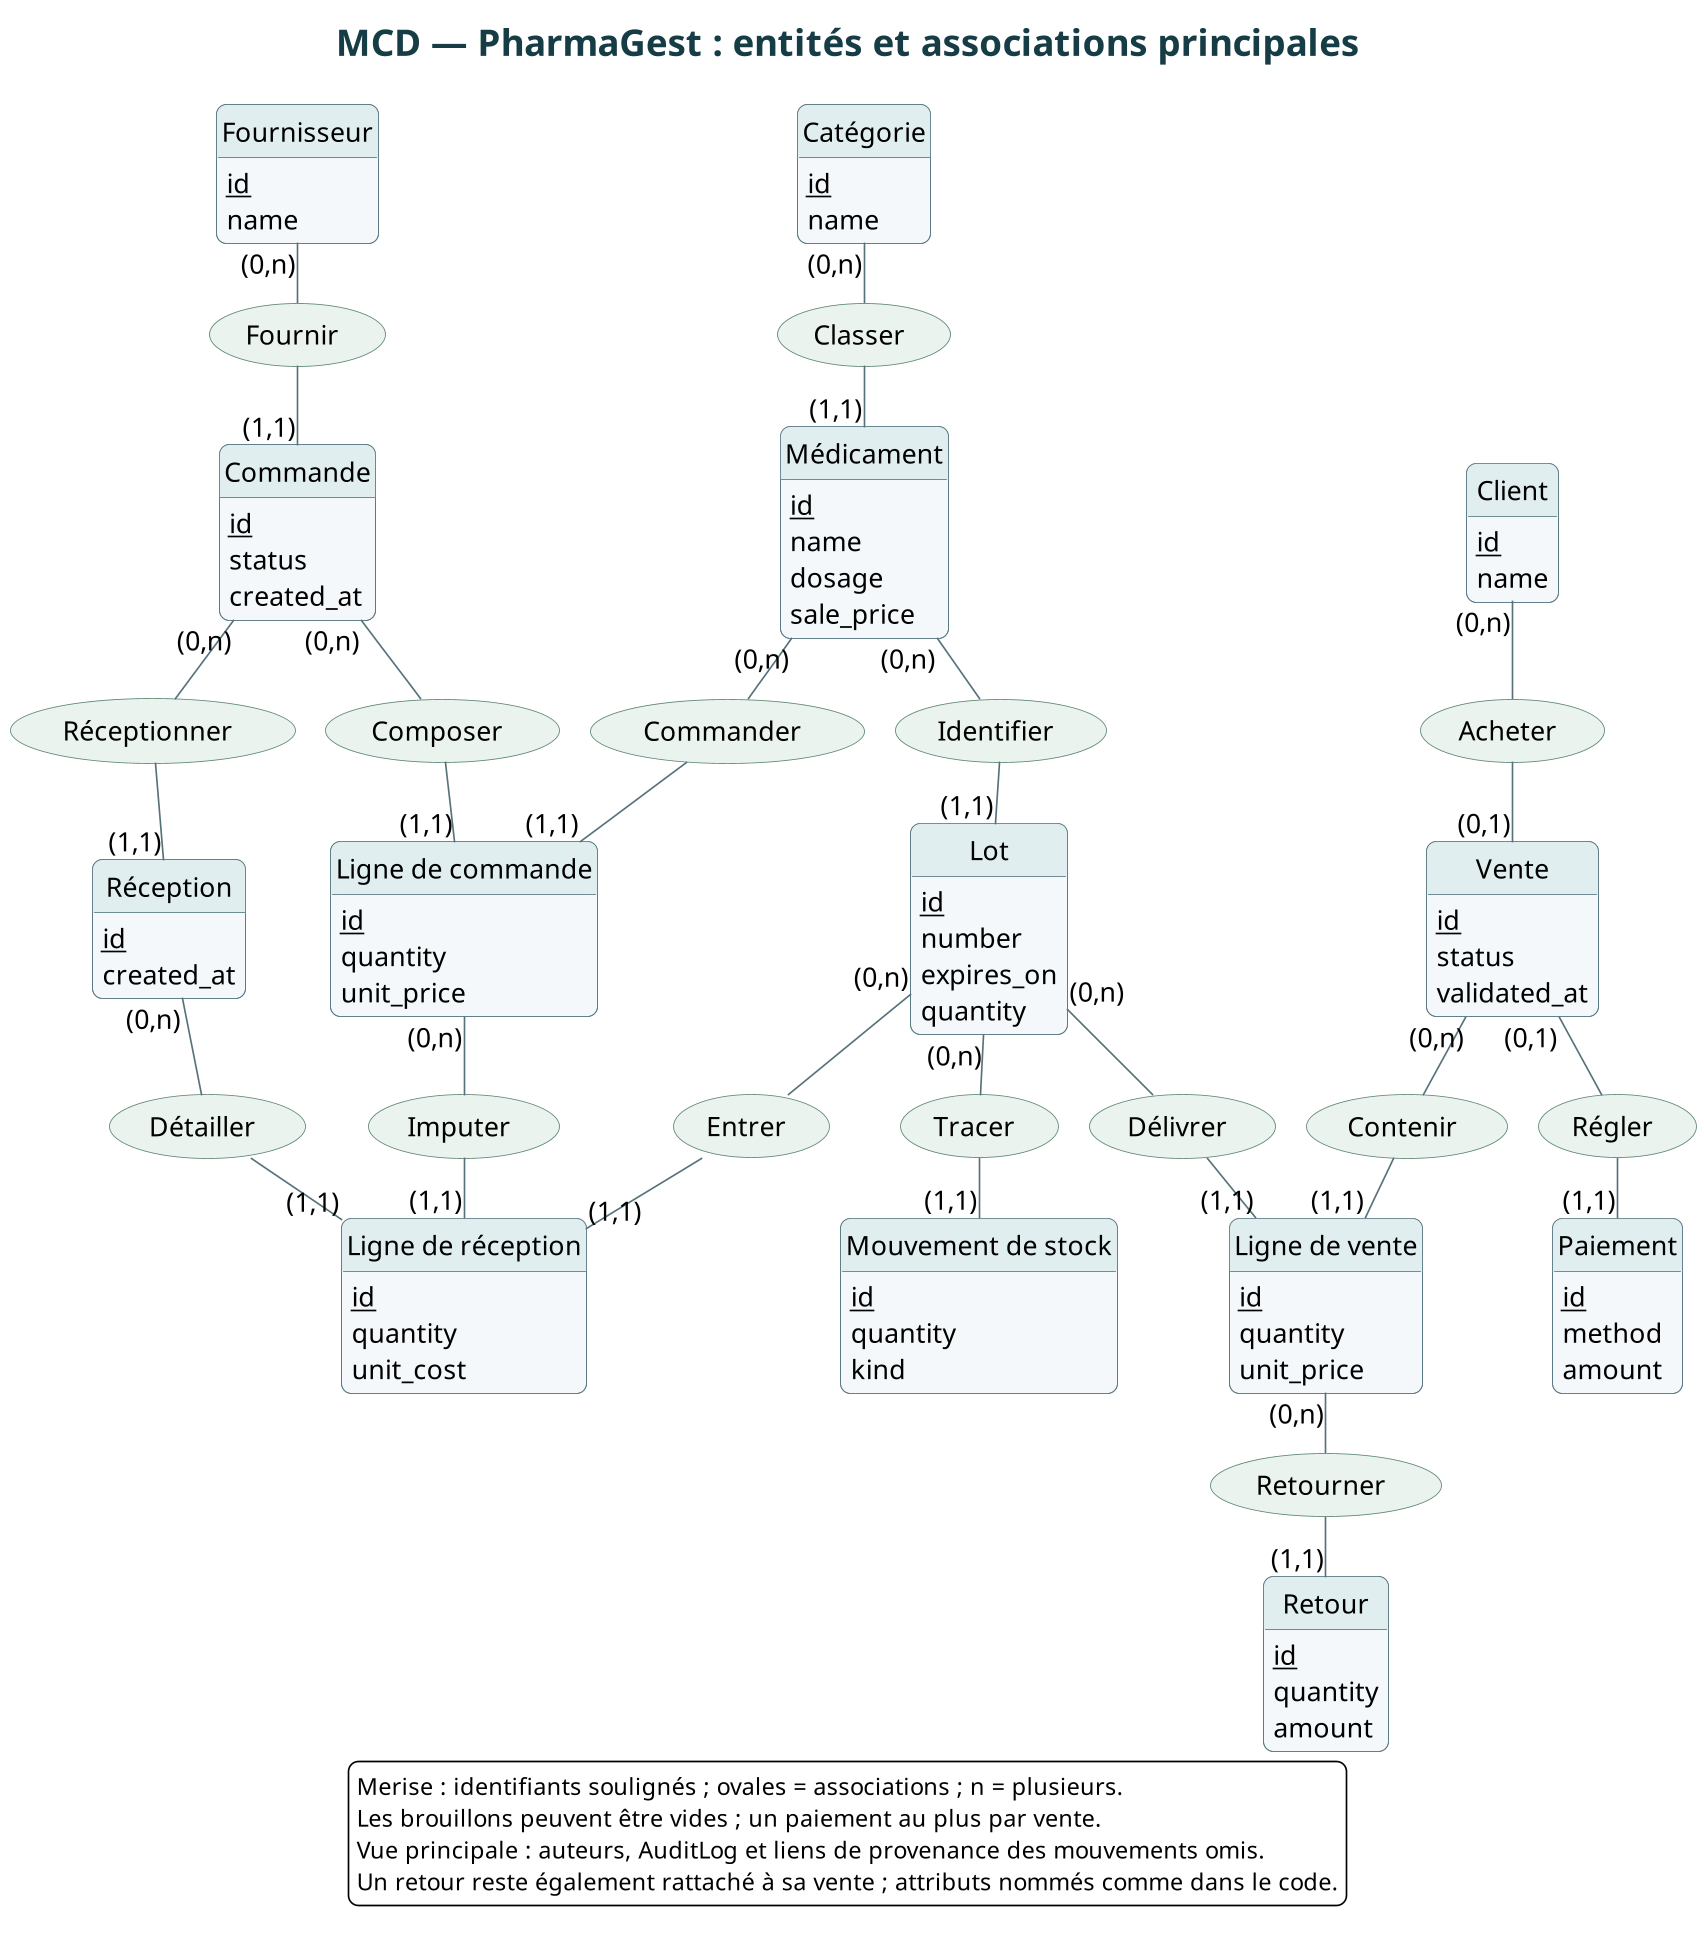 MCD — PharmaGest : entités et associations principales
Fournisseur
id
name
(0,n)
Fournir
(1,1)
Catégorie
id
name
(0,n)
Classer
(1,1)
Commande
id
status
created_at
(0,n)
(0,n)
Médicament
id
name
dosage
sale_price
(0,n)
(0,n)
Client
id
name
(0,n)
Réceptionner
Composer
Commander
Identifier
Acheter
(1,1)
(1,1)
(1,1)
(1,1)
(0,1)
Réception
id
created_at
(0,n)
Ligne de commande
id
quantity
unit_price
(0,n)
Lot
id
number
expires_on
quantity
(0,n)
(0,n)
(0,n)
Vente
id
status
validated_at
(0,n)
(0,1)
Détailler
Imputer
Entrer
Tracer
Délivrer
Contenir
Régler
(1,1)
(1,1)
(1,1)
(1,1)
(1,1)
(1,1)
(1,1)
Ligne de réception
id
quantity
unit_cost
Mouvement de stock
id
quantity
kind
Ligne de vente
id
quantity
unit_price
(0,n)
Paiement
id
method
amount
Retourner
(1,1)
Retour
id
quantity
amount
Merise : identifiants soulignés ; ovales = associations ; n = plusieurs.
Les brouillons peuvent être vides ; un paiement au plus par vente.
Vue principale : auteurs, AuditLog et liens de provenance des mouvements omis.
Un retour reste également rattaché à sa vente ; attributs nommés comme dans le code.